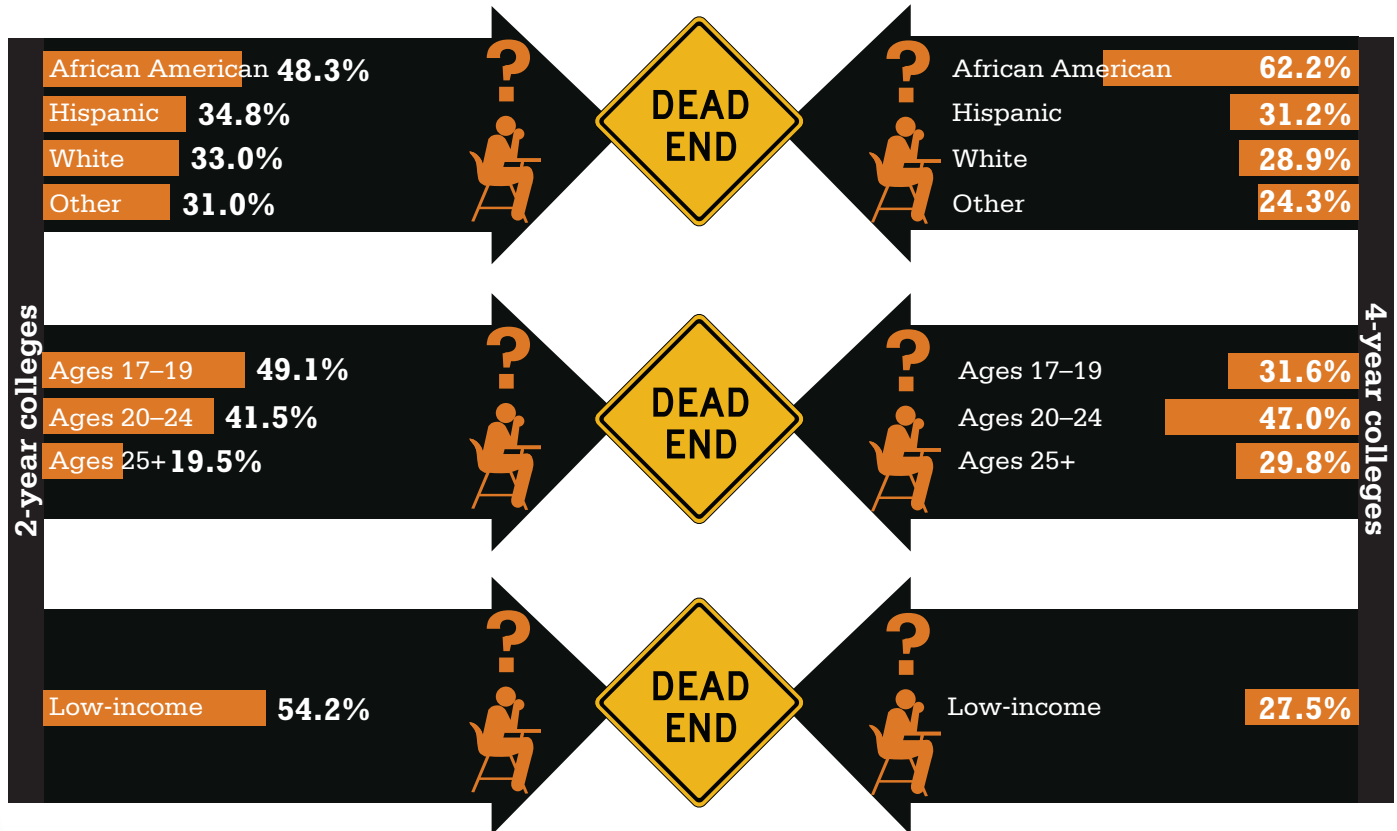 2-year colleges
African American 48.3%
Hispanic 34.8%
White 33.0%
Other 31.0%
?
DEAD
END
?
African American 62.2%
Hispanic 31.2%
White 28.9%
Other 24.3%
Ages 17–19 49.1%
Ages 20–24 41.5%
Ages 25+ 19.5%
?
DEAD
END
?
Ages 17–19 31.6%
Ages 20–24 47.0%
Ages 25+ 29.8%
Low-income 54.2%
?
DEAD
END
?
Low-income 27.5%
4-year colleges